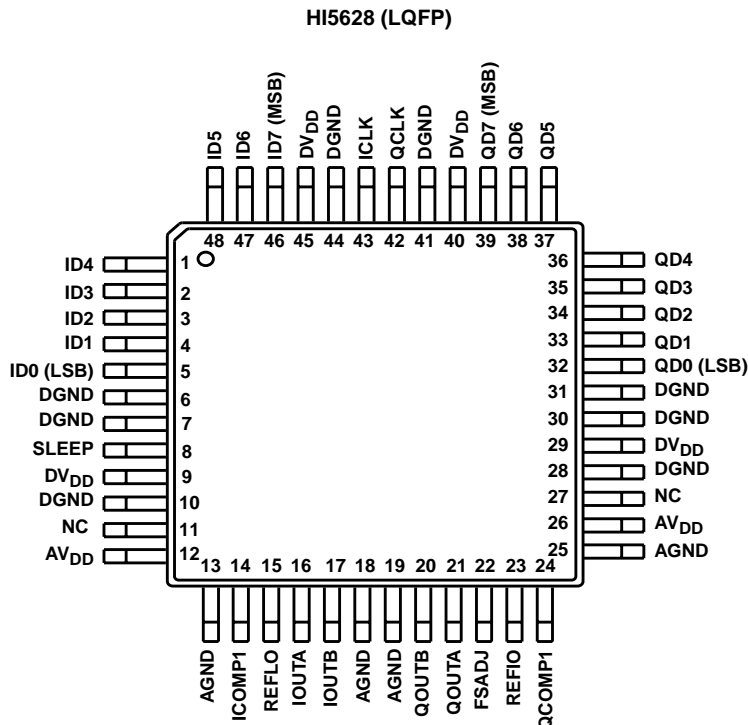 HI5628 (LQFP)
ID5
ID6
ID7 (MSB)
DVDD
DGND
ICLK
QCLK
DGND
DVDD
QD7 (MSB)
QD6
QD5
48 47 46 45 44 43 42 41 40 39 38 37
ID4 1
ID3 2
ID2 3
ID1 4
ID0 (LSB) 5
DGND 6
DGND 7
SLEEP 8
DVDD 9
DGND 10
NC 11
AVDD 12
36 QD4
35 QD3
34 QD2
33 QD1
32 QD0 (LSB)
31 DGND
30 DGND
29 DVDD
28 DGND
27 NC
26 AVDD
25 AGND
13 14 15 16 17 18 19 20 21 22 23 24
AGND
ICOMP1
REFLO
IOUTA
IOUTB
AGND
AGND
QOUTB
QOUTA
FSADJ
REFIO
QCOMP1